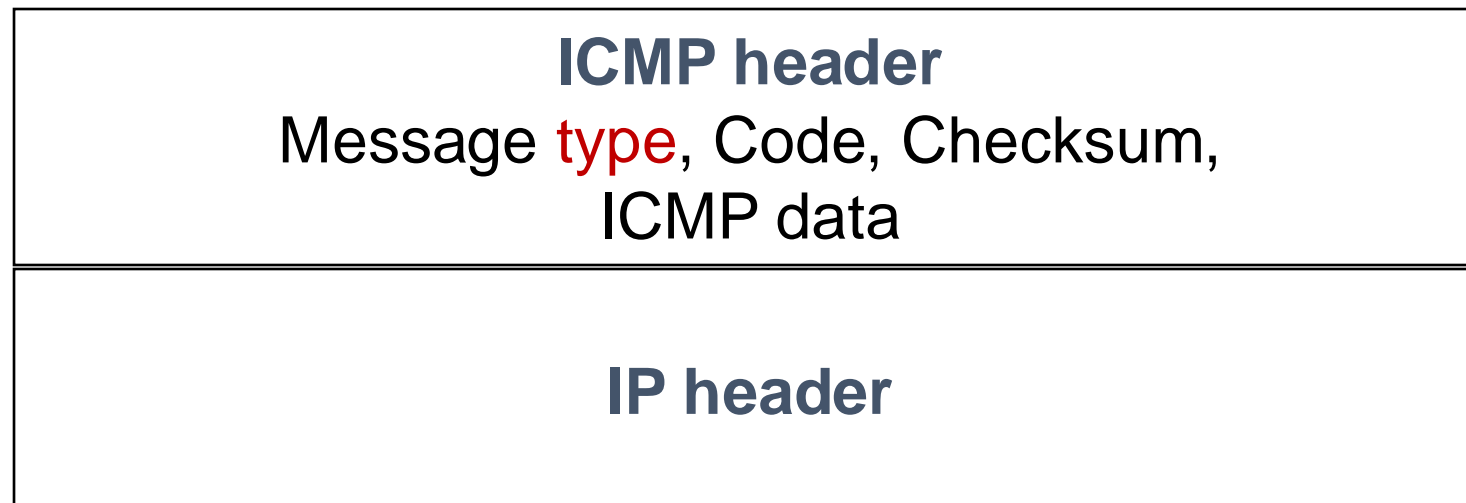 ICMP header
Message type, Code, Checksum,
ICMP data
IP header